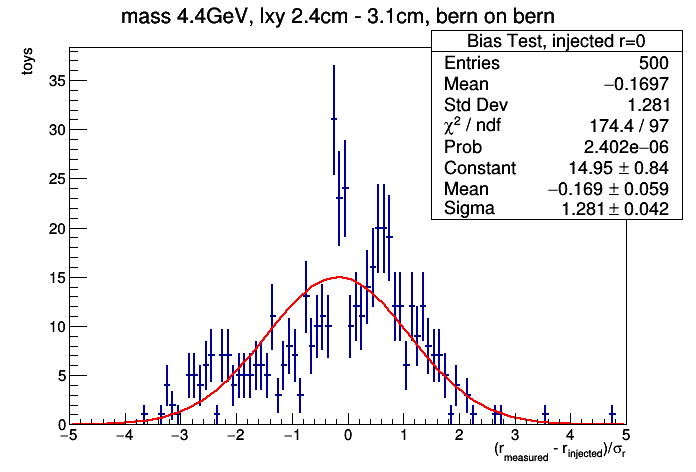 mass 4.4GeV, lxy 2.4cm - 3.1cm, bern on bern
toys
Bias Test, injected r=0
Entries 500
Mean −0.1697
Std Dev 1.281
χ² / ndf 174.4 / 97
Prob 2.402e−06
Constant 14.95 ± 0.84
Mean −0.169 ± 0.059
Sigma 1.281 ± 0.042
35
30
25
20
15
10
5
0
−5 −4 −3 −2 −1 0 1 2 3 4 5
(r_measured - r_injected)/σ_r